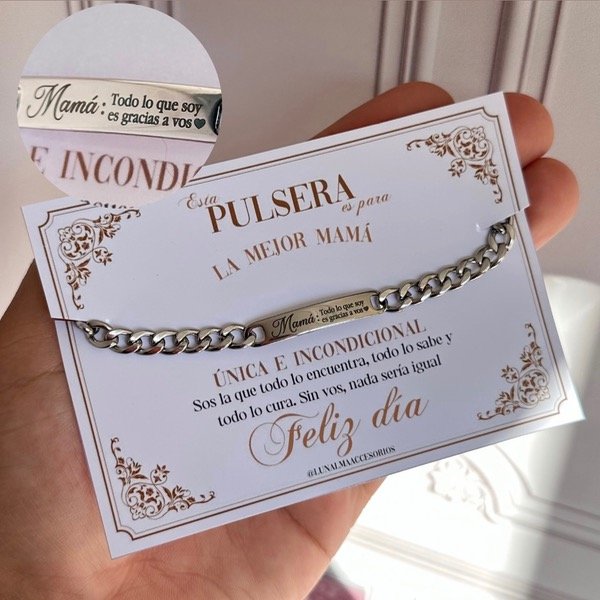 Mamá: Todo lo que soy
es gracias a vos
E INCONDI
Esta
PULSERA
es para
LA MEJOR MAMÁ
Mamá: Todo lo que soy
es gracias a vos
ÚNICA E INCONDICIONAL
Sos la que todo lo encuentra, todo lo sabe y
todo lo cura. Sin vos, nada sería igual
Feliz día
@LUNALMAACCESORIOS